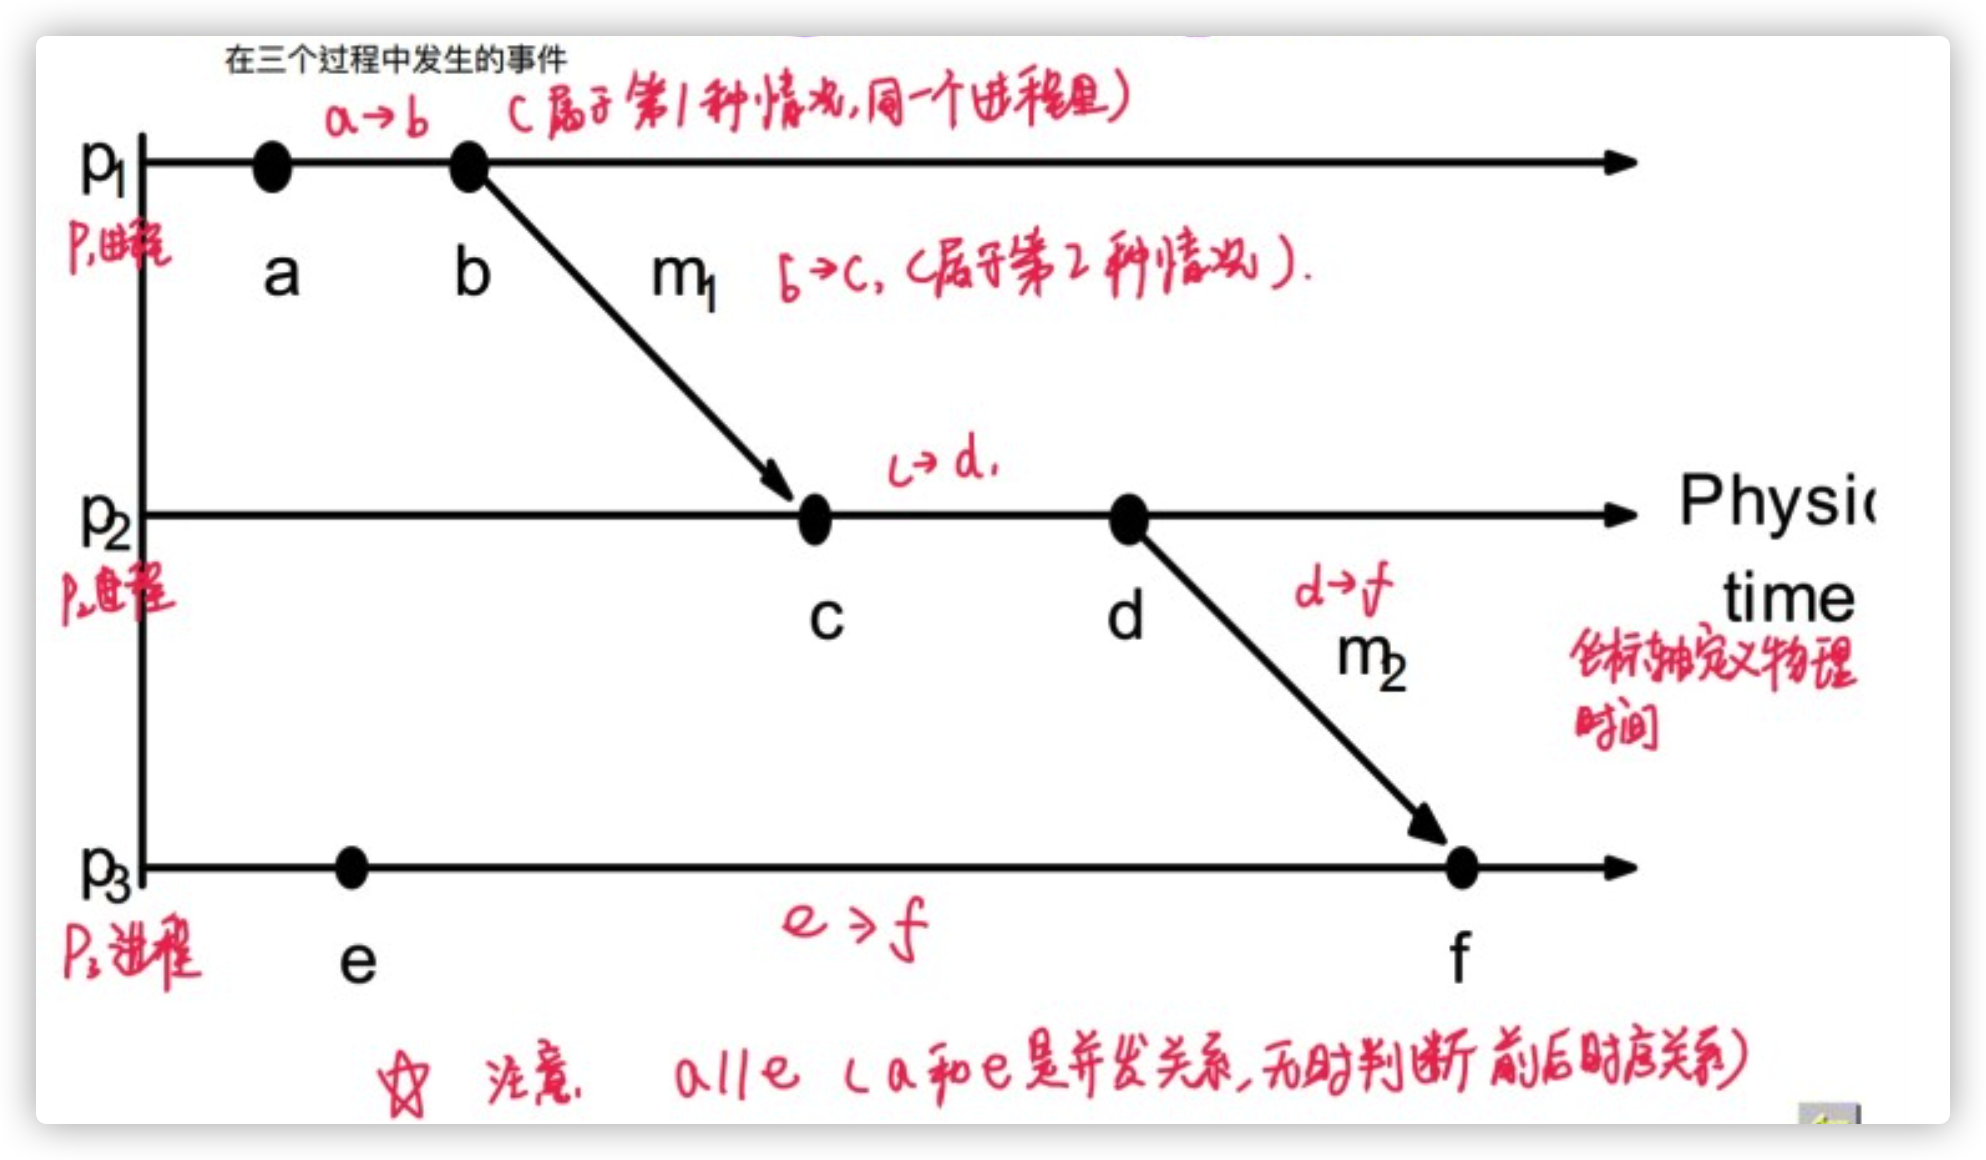 在三个过程中发生的事件
a→b （属于第1种情况,同一个进程里）
p1
P1进程
a
b
m1
b→c, （属于第2种情况).
c→d,
p2
P2进程
c
d
d→f
m2
Physic
time
坐标轴定义物理
时间
p3
P3进程
e
e→f
f
☆ 注意. a||e （a和e是并发关系,无时判断前后时序关系）